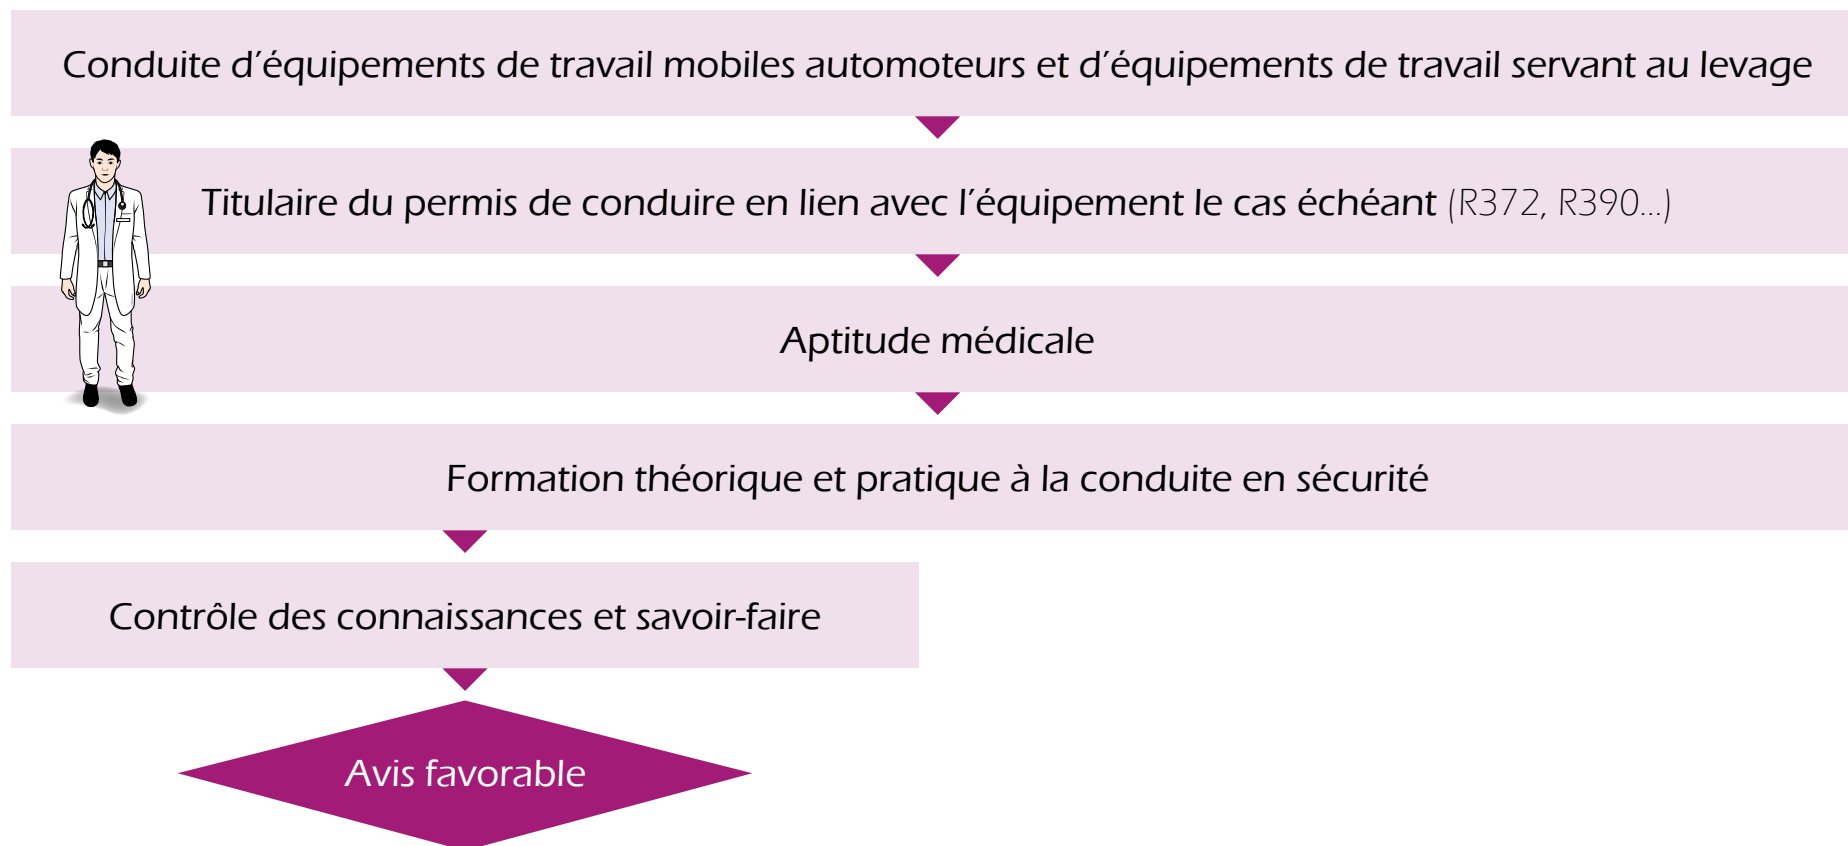 Conduite d’équipements de travail mobiles automoteurs et d’équipements de travail servant au levage
Titulaire du permis de conduire en lien avec l’équipement le cas échéant (R372, R390...)
Aptitude médicale
Formation théorique et pratique à la conduite en sécurité
Contrôle des connaissances et savoir-faire
Avis favorable